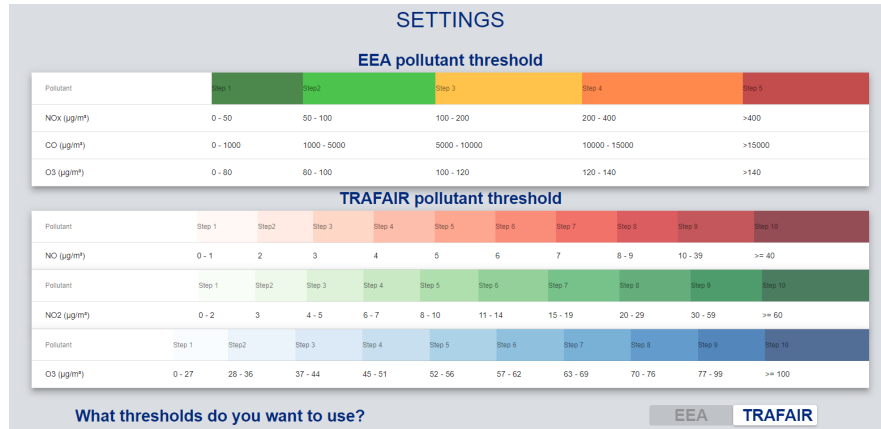 SETTINGS
EEA pollutant threshold
Pollutant Step 1 Step2 Step 3 Step 4 Step 5
NOx (µg/m³) 0 - 50 50 - 100 100 - 200 200 - 400 >400
CO (µg/m³) 0 - 1000 1000 - 5000 5000 - 10000 10000 - 15000 >15000
O3 (µg/m³) 0 - 80 80 - 100 100 - 120 120 - 140 >140
TRAFAIR pollutant threshold
Pollutant Step 1 Step2 Step 3 Step 4 Step 5 Step 6 Step 7 Step 8 Step 9 Step 10
NO (µg/m³) 0 - 1 2 3 4 5 6 7 8 - 9 10 - 39 >= 40
Pollutant Step 1 Step2 Step 3 Step 4 Step 5 Step 6 Step 7 Step 8 Step 9 Step 10
NO2 (µg/m³) 0 - 2 3 4 - 5 6 - 7 8 - 10 11 - 14 15 - 19 20 - 29 30 - 59 >= 60
Pollutant Step 1 Step2 Step 3 Step 4 Step 5 Step 6 Step 7 Step 8 Step 9 Step 10
O3 (µg/m³) 0 - 27 28 - 36 37 - 44 45 - 51 52 - 56 57 - 62 63 - 69 70 - 76 77 - 99 >= 100
What thresholds do you want to use? EEA TRAFAIR